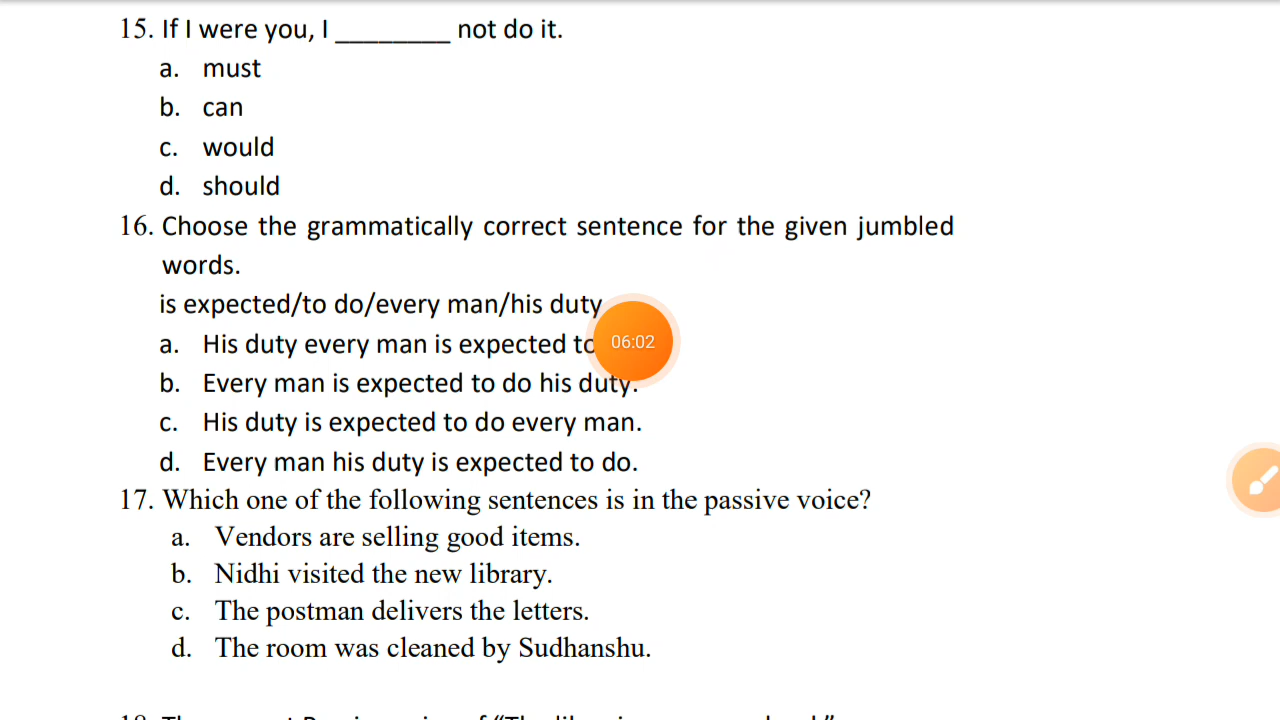 15. If I were you, I ________ not do it.
a. must
b. can
c. would
d. should
16. Choose the grammatically correct sentence for the given jumbled
words.
is expected/to do/every man/his duty
a. His duty every man is expected to
06:02
b. Every man is expected to do his duty.
c. His duty is expected to do every man.
d. Every man his duty is expected to do.
17. Which one of the following sentences is in the passive voice?
a. Vendors are selling good items.
b. Nidhi visited the new library.
c. The postman delivers the letters.
d. The room was cleaned by Sudhanshu.